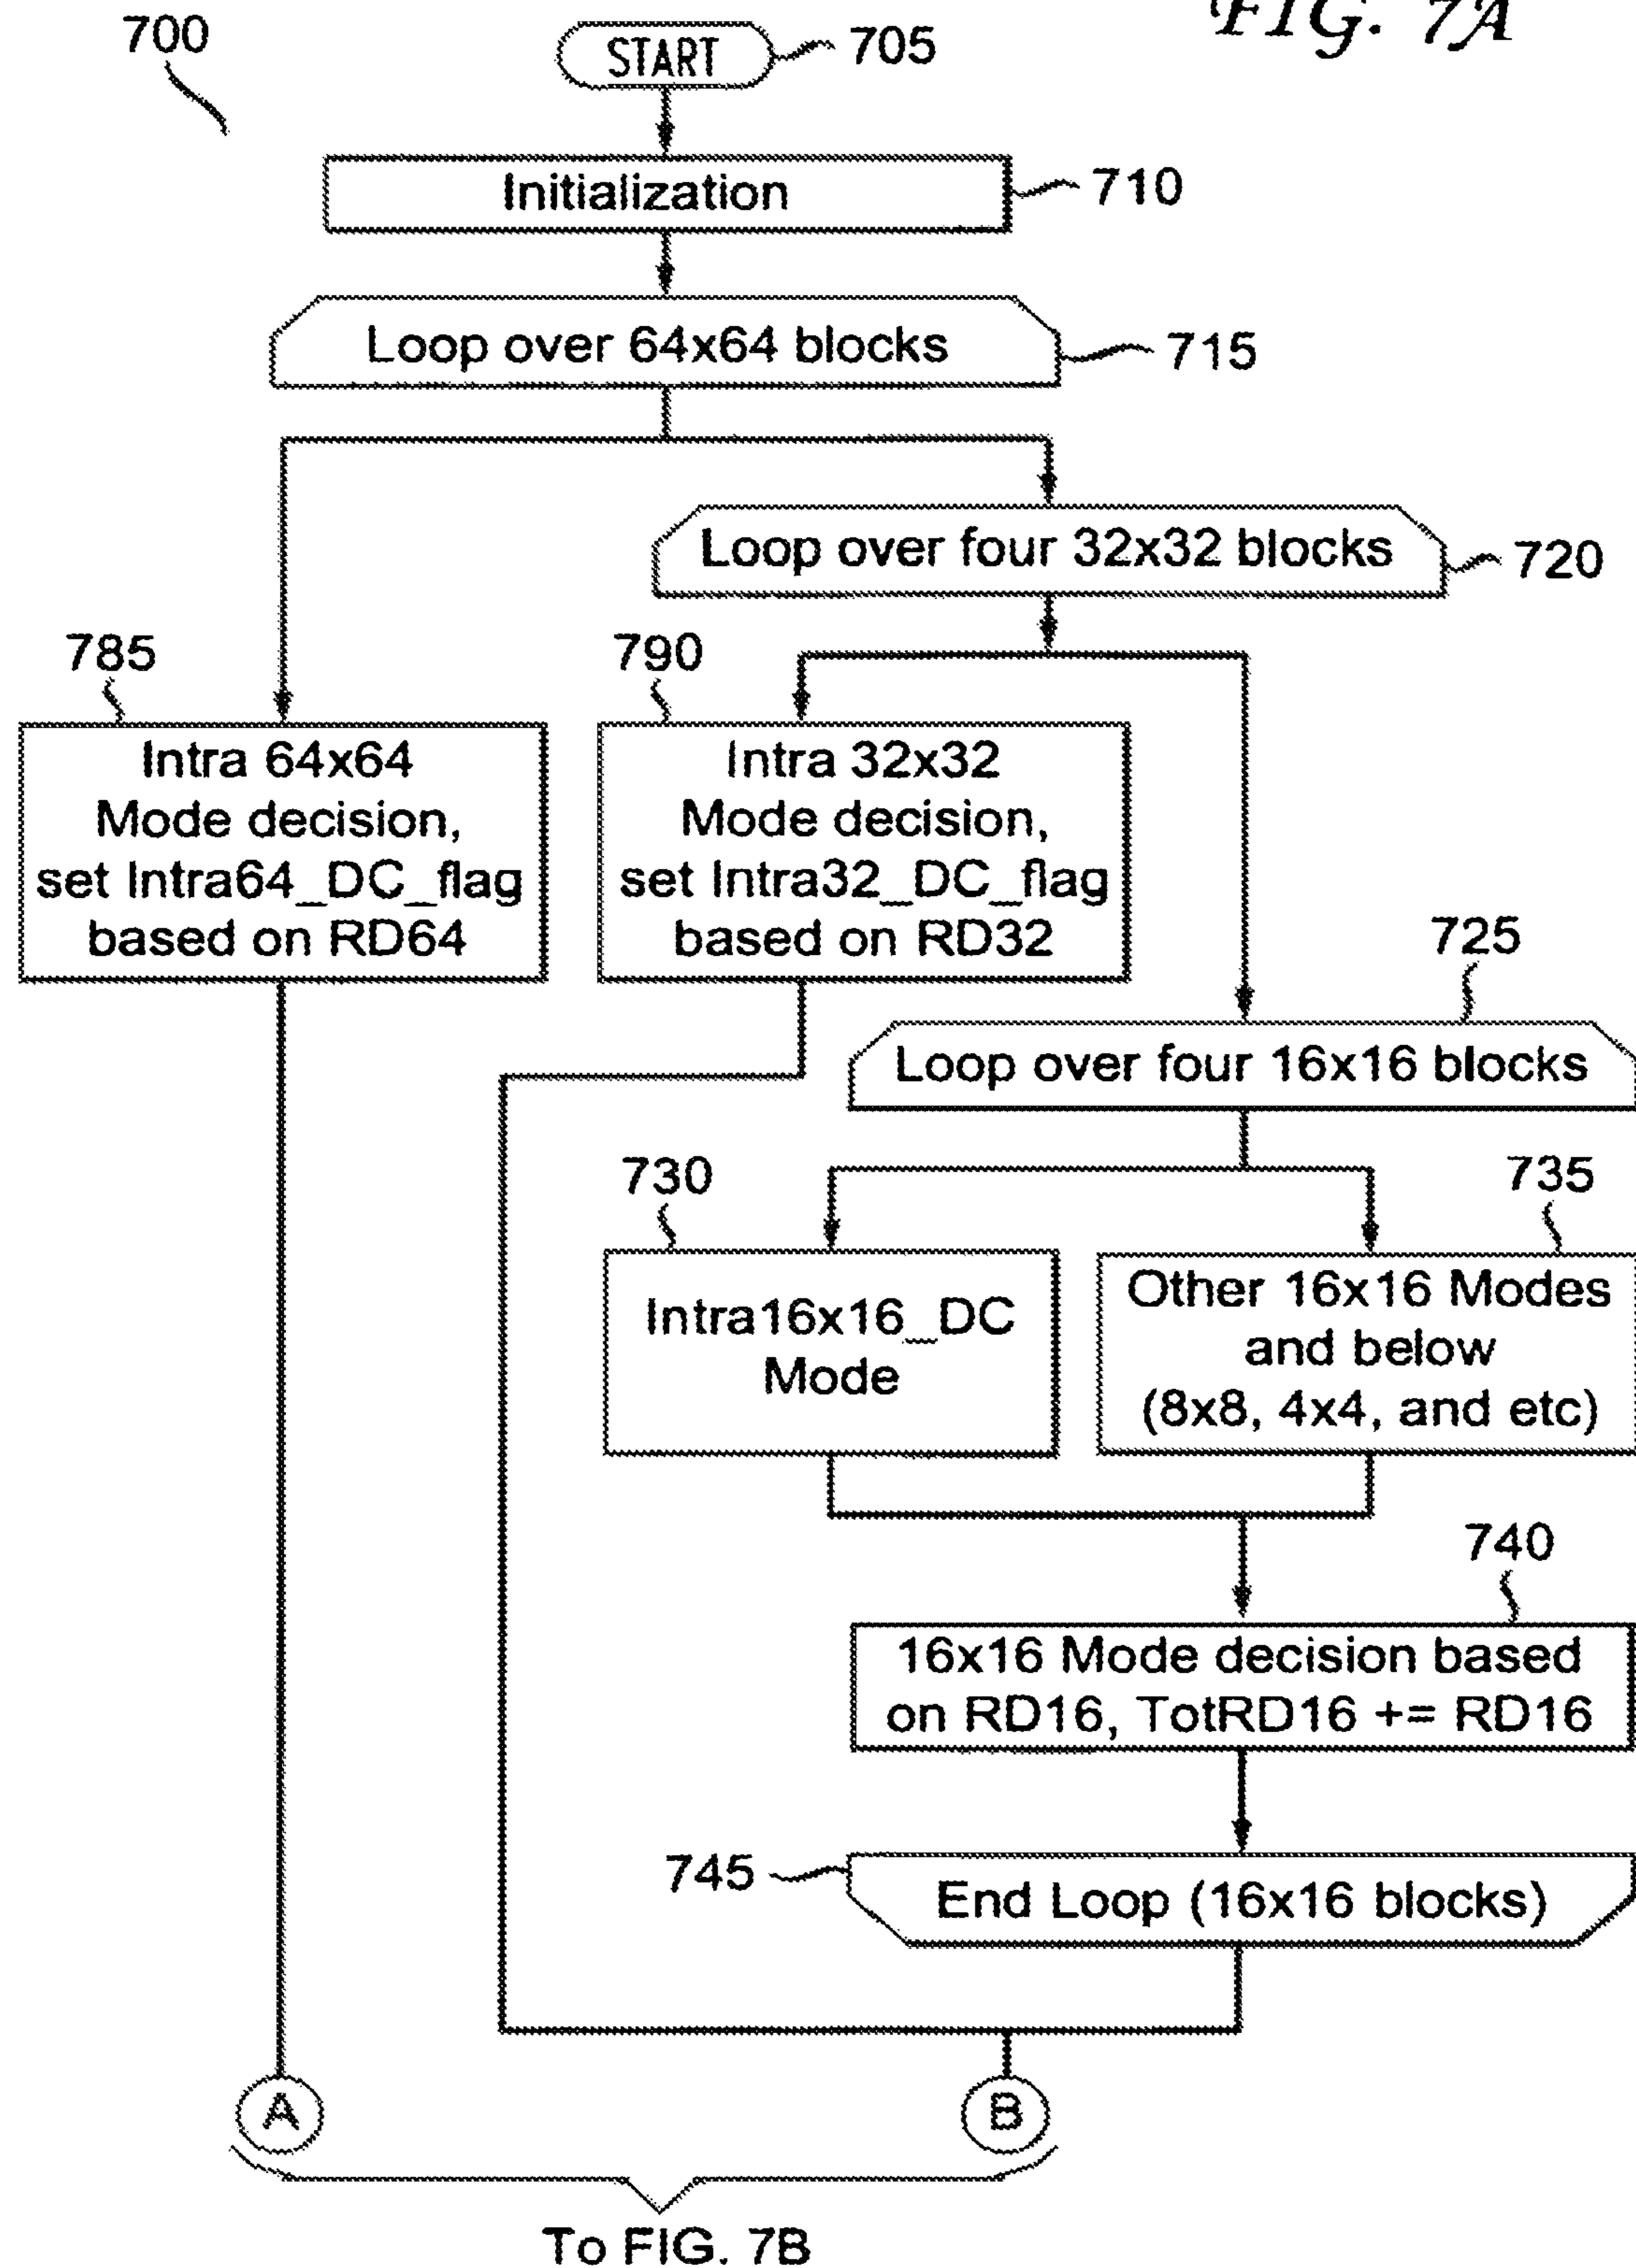 FIG. 7A
700
START
705
Initialization
710
Loop over 64x64 blocks
715
Loop over four 32x32 blocks
720
785
790
Intra 64x64
Mode decision,
set Intra64_DC_flag
based on RD64
Intra 32x32
Mode decision,
set Intra32_DC_flag
based on RD32
725
Loop over four 16x16 blocks
730
735
Intra16x16_DC
Mode
Other 16x16 Modes
and below
(8x8, 4x4, and etc)
740
16x16 Mode decision based
on RD16, TotRD16 += RD16
745
End Loop (16x16 blocks)
A
B
To FIG. 7B